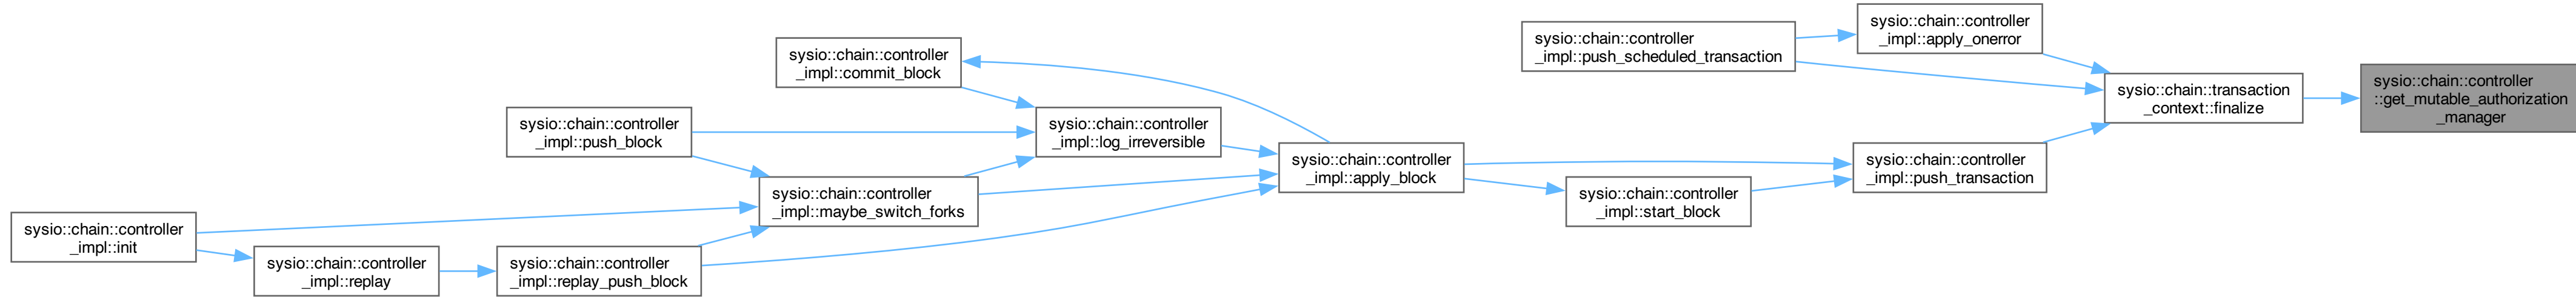 sysio::chain::controller
_impl::init
sysio::chain::controller
_impl::replay
sysio::chain::controller
_impl::push_block
sysio::chain::controller
_impl::replay_push_block
sysio::chain::controller
_impl::commit_block
sysio::chain::controller
_impl::maybe_switch_forks
sysio::chain::controller
_impl::log_irreversible
sysio::chain::controller
_impl::apply_block
sysio::chain::controller
_impl::push_scheduled_transaction
sysio::chain::controller
_impl::start_block
sysio::chain::controller
_impl::apply_onerror
sysio::chain::controller
_impl::push_transaction
sysio::chain::transaction
_context::finalize
sysio::chain::controller
::get_mutable_authorization
_manager